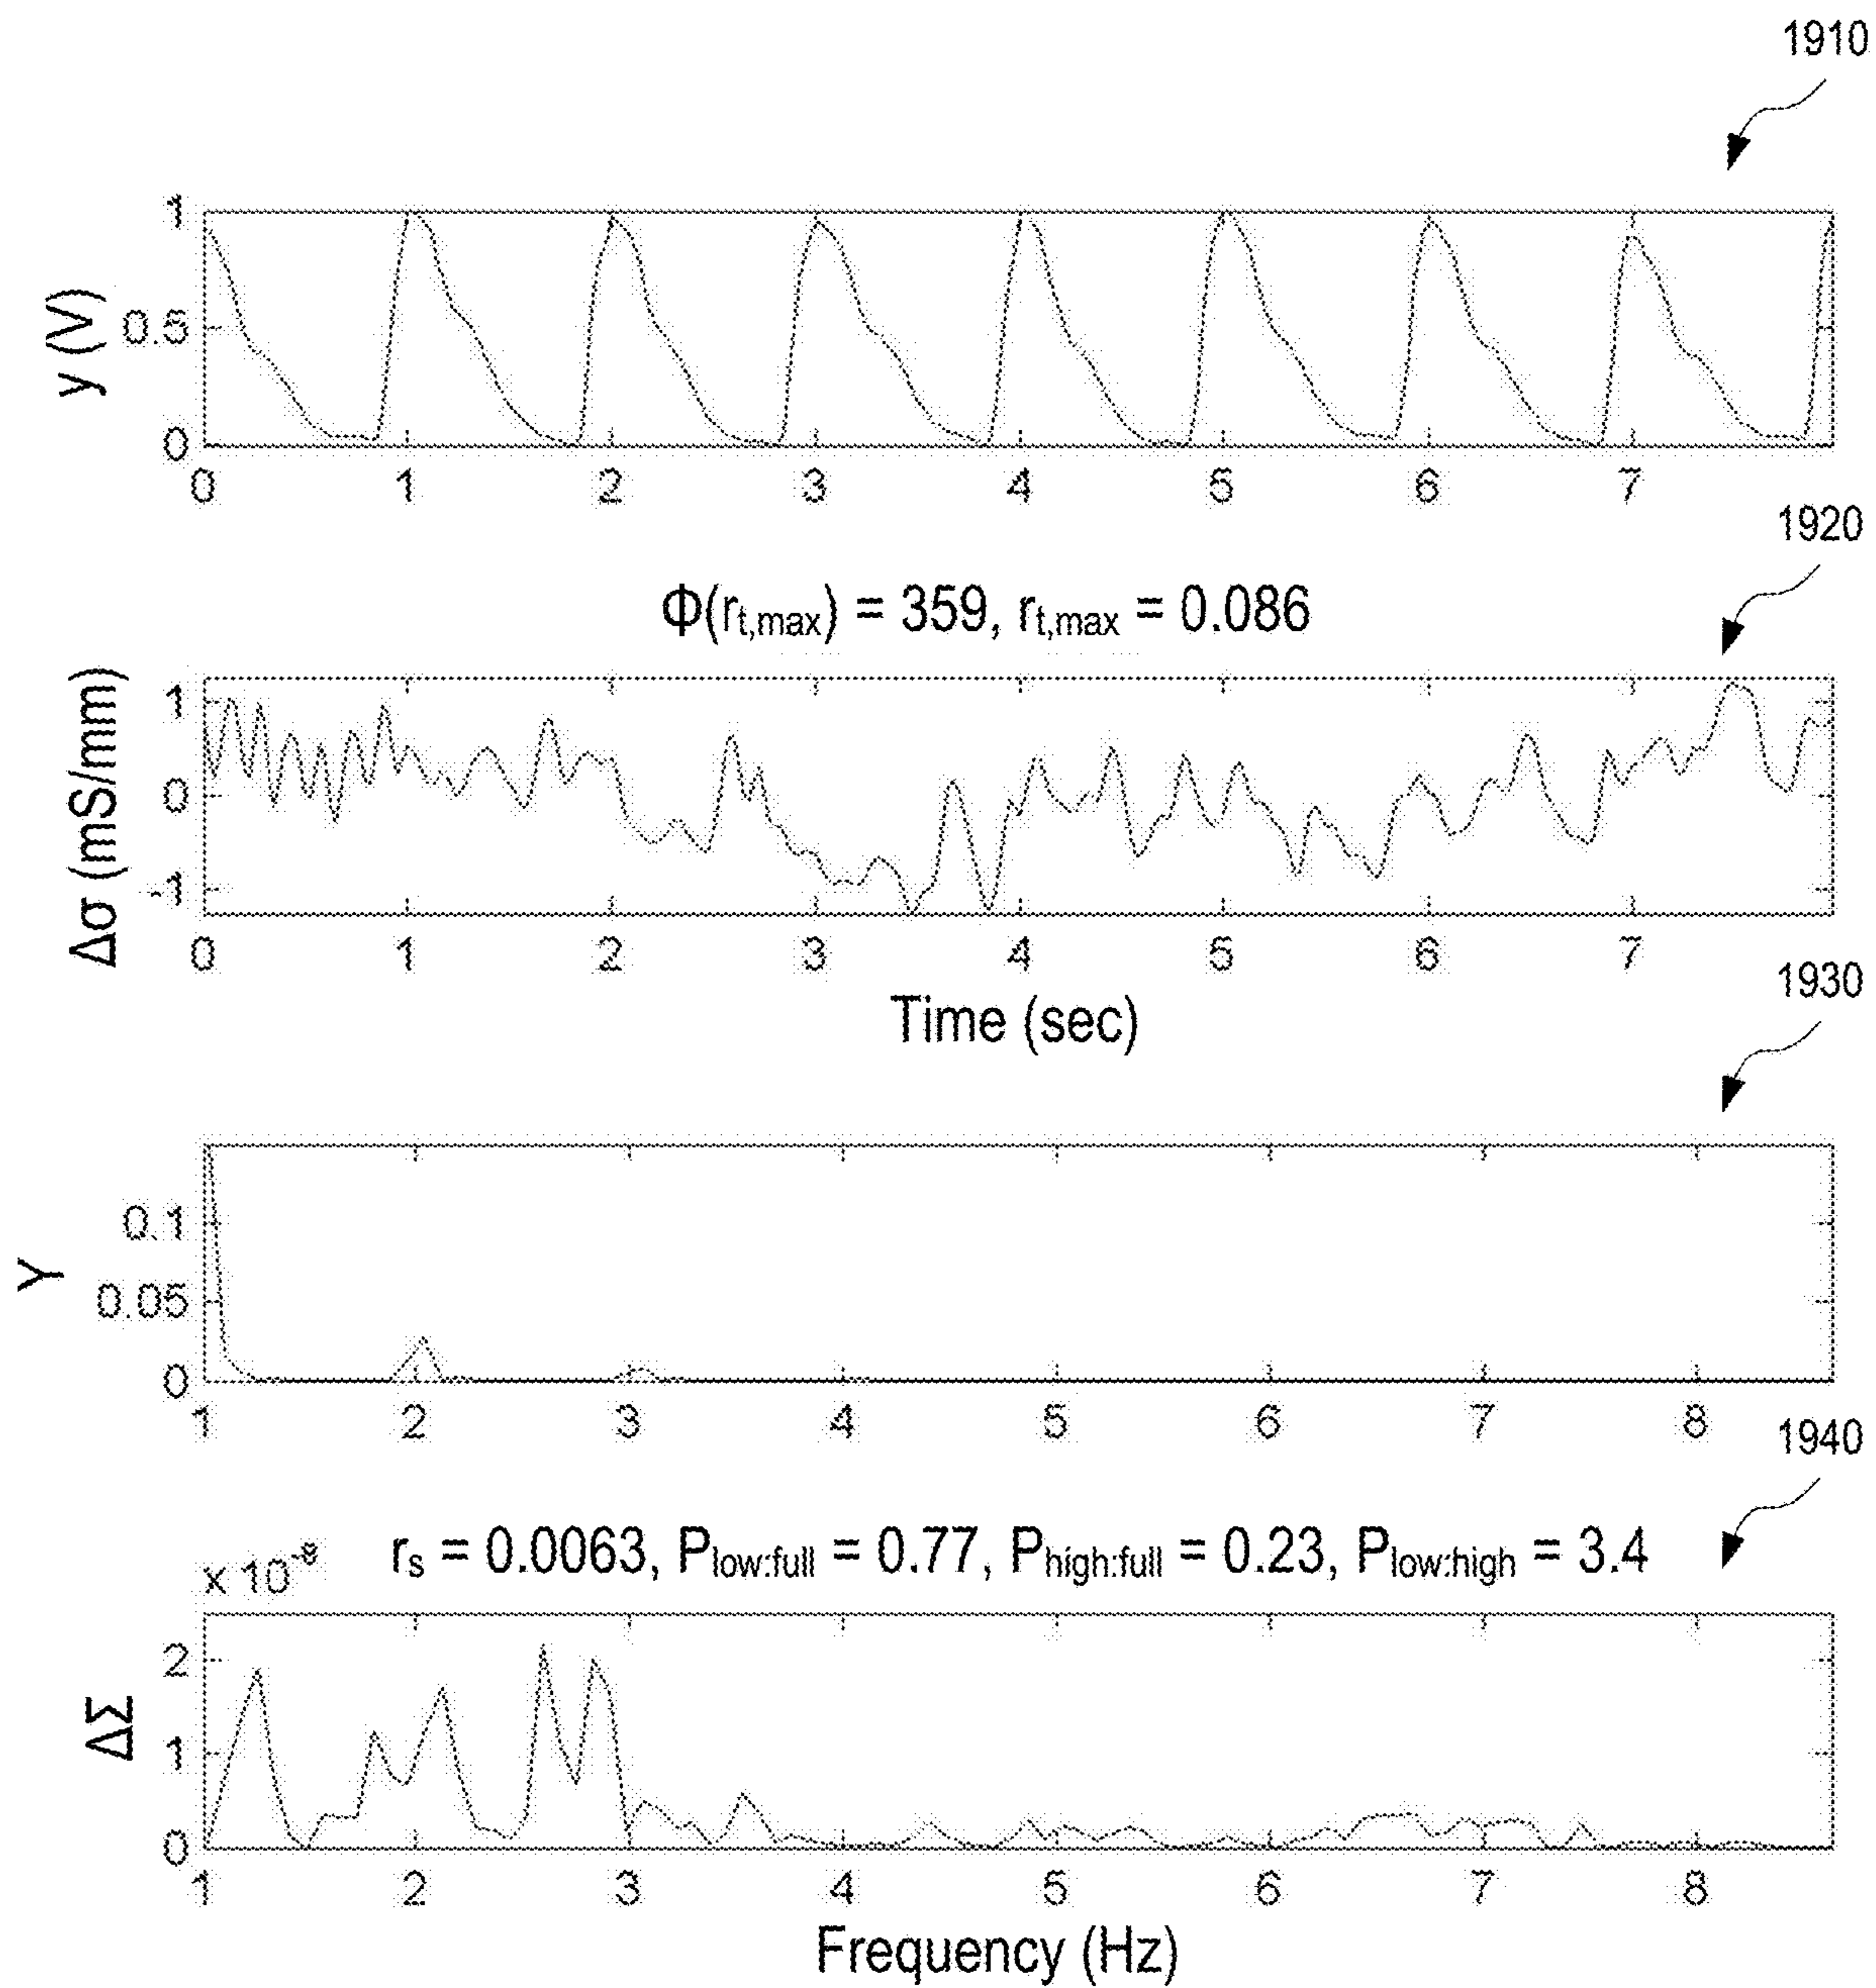 1910
1
y (V)
0.5
0
0 1 2 3 4 5 6 7
1920
Φ(rt,max) = 359, rt,max = 0.086
1
Δσ (mS/mm)
0
-1
0 1 2 3 4 5 6 7
Time (sec)
1930
0.1
Y
0.05
0
1 2 3 4 5 6 7 8
1940
x 10
rs = 0.0063, Plow:full = 0.77, Phigh:full = 0.23, Plow:high = 3.4
2
ΔΣ
1
0
1 2 3 4 5 6 7 8
Frequency (Hz)